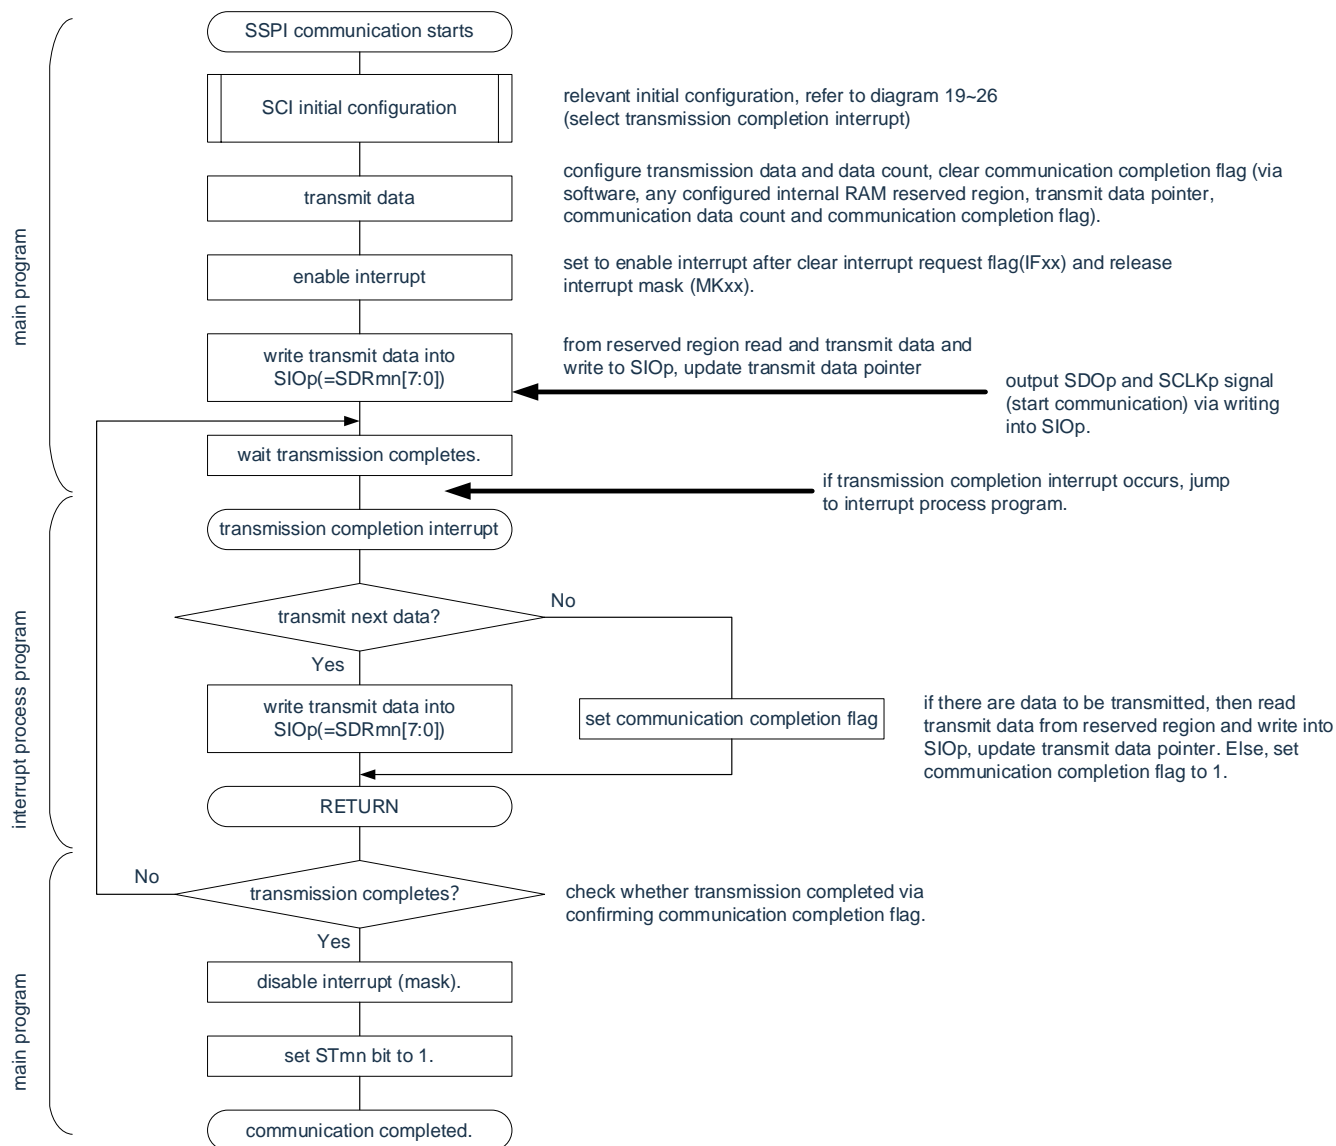 SSPI communication starts
SCI initial configuration
relevant initial configuration, refer to diagram 19~26
(select transmission completion interrupt)
transmit data
configure transmission data and data count, clear communication completion flag (via
software, any configured internal RAM reserved region, transmit data pointer,
communication data count and communication completion flag).
main program
enable interrupt
set to enable interrupt after clear interrupt request flag(IFxx) and release
interrupt mask (MKxx).
write transmit data into
SIOp(=SDRmn[7:0])
from reserved region read and transmit data and
write to SIOp, update transmit data pointer
output SDOp and SCLKp signal
(start communication) via writing
into SIOp.
wait transmission completes.
if transmission completion interrupt occurs, jump
to interrupt process program.
transmission completion interrupt
interrupt process program
transmit next data?
No
Yes
write transmit data into
SIOp(=SDRmn[7:0])
set communication completion flag
if there are data to be transmitted, then read
transmit data from reserved region and write into
SIOp, update transmit data pointer. Else, set
communication completion flag to 1.
RETURN
No
transmission completes?
check whether transmission completed via
confirming communication completion flag.
Yes
main program
disable interrupt (mask).
set STmn bit to 1.
communication completed.